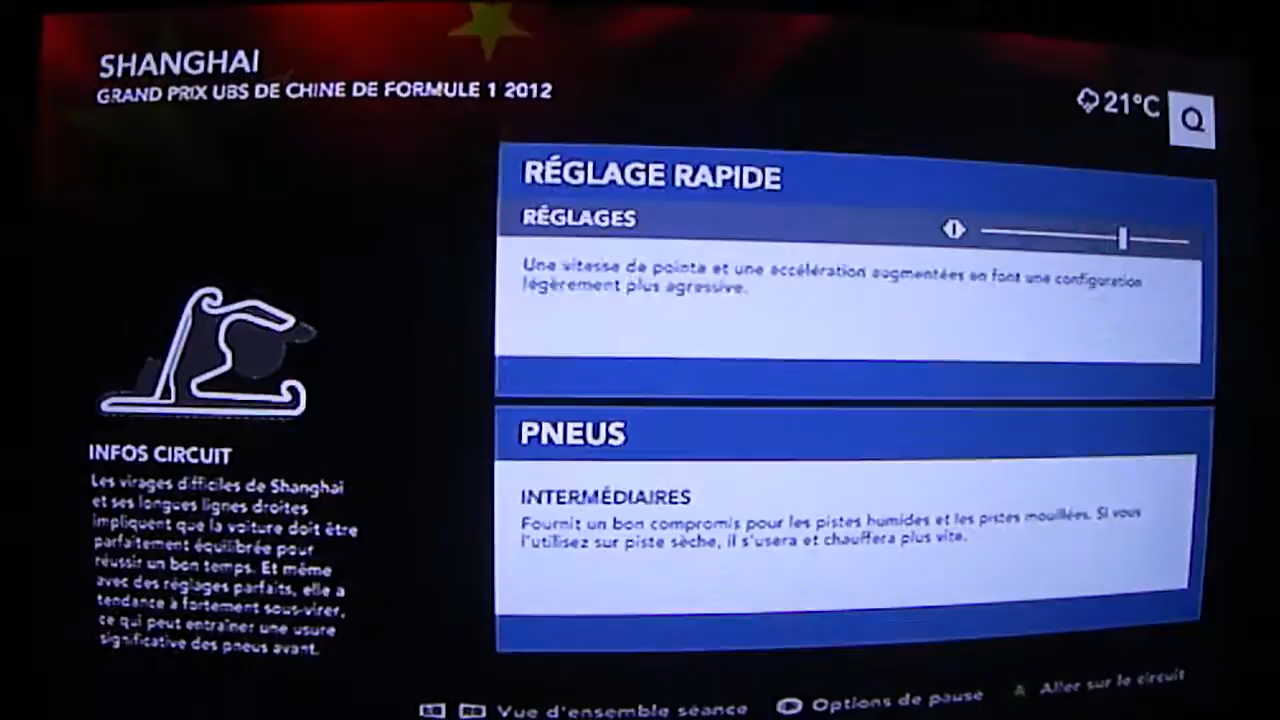 SHANGHAI
GRAND PRIX UBS DE CHINE DE FORMULE 1 2012
21°C
Q
RÉGLAGE RAPIDE
RÉGLAGES
Une vitesse de pointe et une accélération augmentées en font une configuration
légèrement plus agressive.
INFOS CIRCUIT
Les virages difficiles de Shanghai
et ses longues lignes droites
impliquent que la voiture doit être
parfaitement équilibrée pour
réussir un bon temps. Et même
avec des réglages parfaits, elle a
tendance à fortement sous-virer,
ce qui peut entraîner une usure
significative des pneus avant.
PNEUS
INTERMÉDIAIRES
Fournit un bon compromis pour les pistes humides et les pistes mouillées. Si vous
l'utilisez sur piste sèche, il s'usera et chauffera plus vite.
Vue d'ensemble séance
Options de pause
A Aller sur le circuit